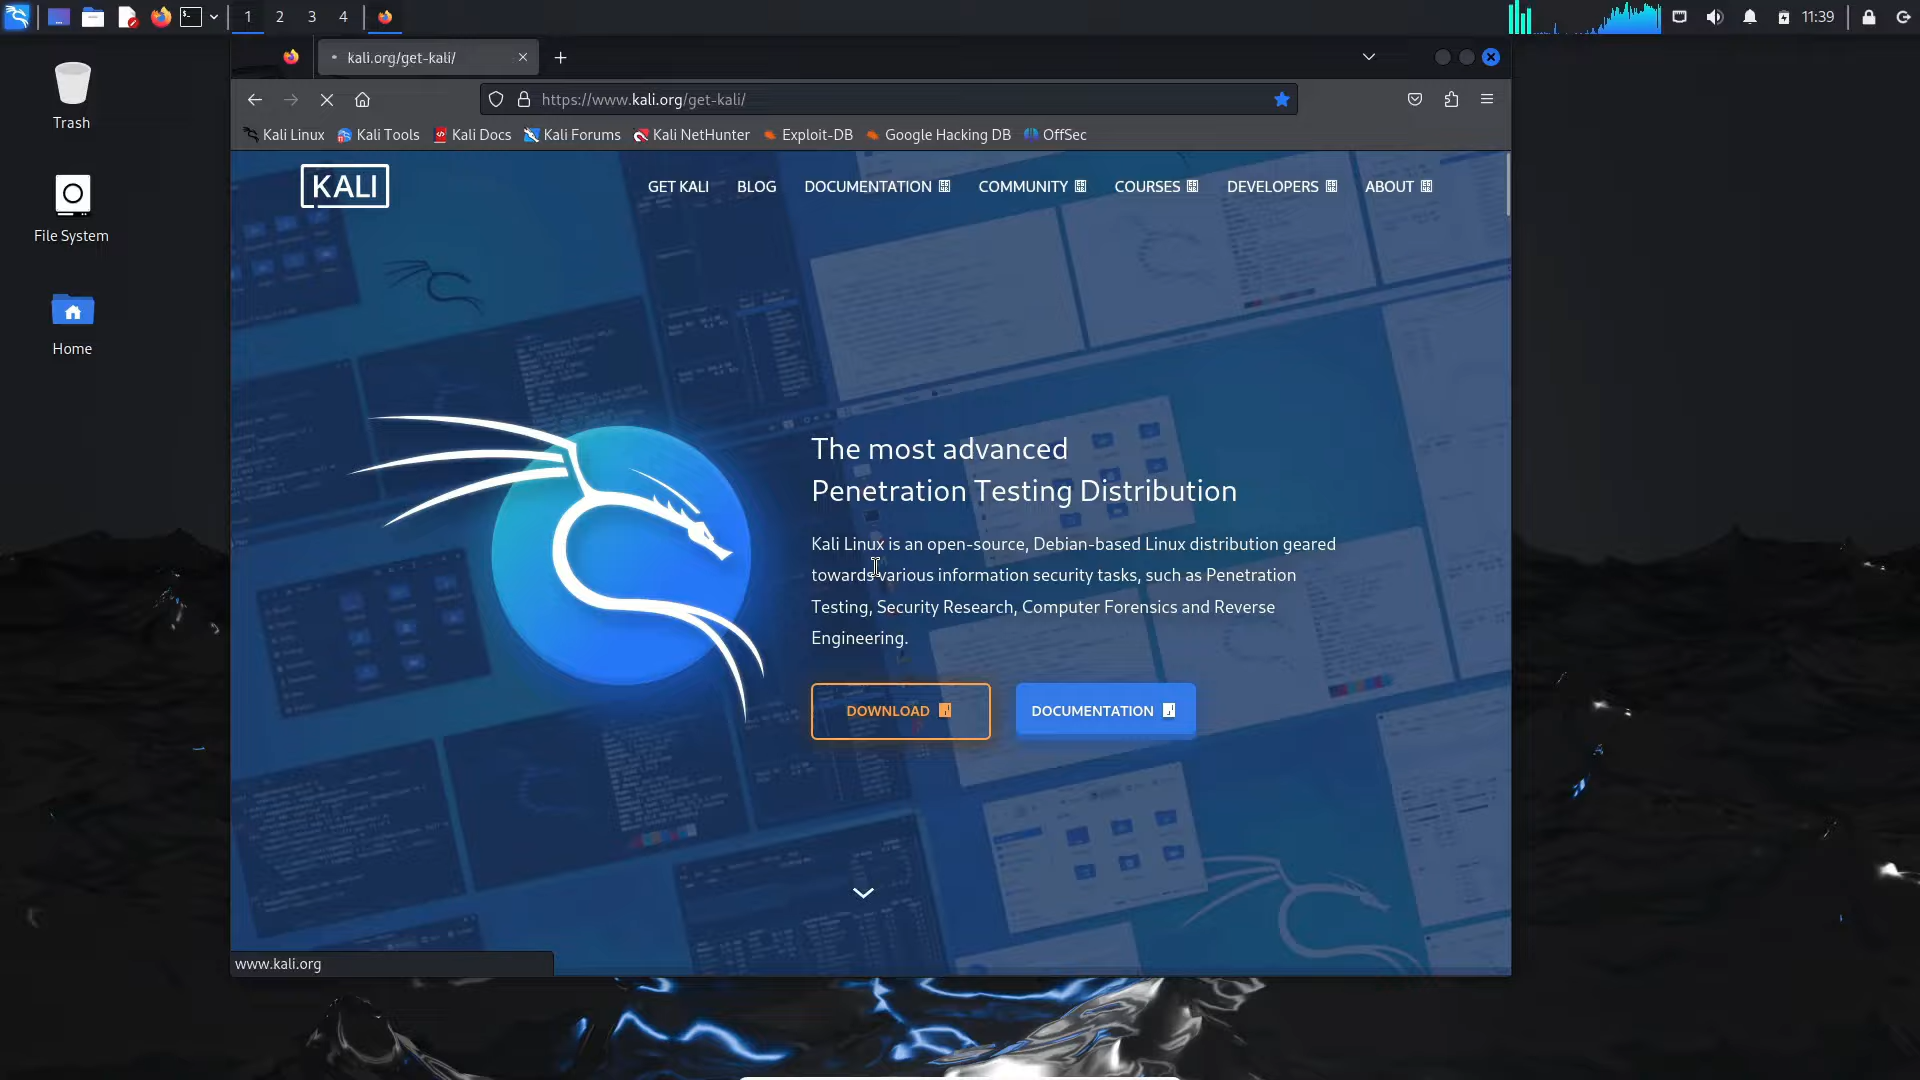 1 2 3 4
11:39
kali.org/get-kali/
https://www.kali.org/get-kali/
Kali Linux Kali Tools Kali Docs Kali Forums Kali NetHunter Exploit-DB Google Hacking DB OffSec
Trash
File System
Home
KALI
GET KALI BLOG DOCUMENTATION COMMUNITY COURSES DEVELOPERS ABOUT
The most advanced
Penetration Testing Distribution
Kali Linux is an open-source, Debian-based Linux distribution geared
towards various information security tasks, such as Penetration
Testing, Security Research, Computer Forensics and Reverse
Engineering.
DOWNLOAD DOCUMENTATION
www.kali.org